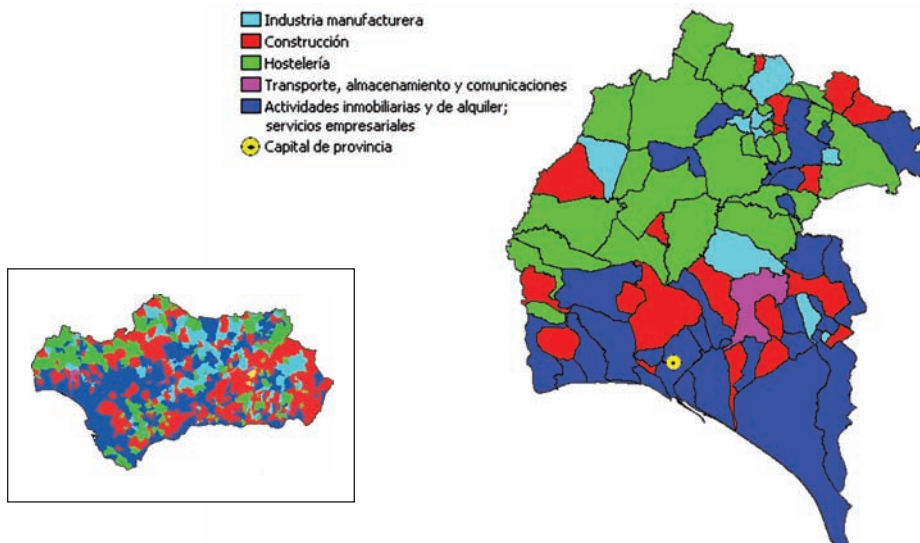 Industria manufacturera
Construcción
Hostelería
Transporte, almacenamiento y comunicaciones
Actividades inmobiliarias y de alquiler;
servicios empresariales
Capital de provincia